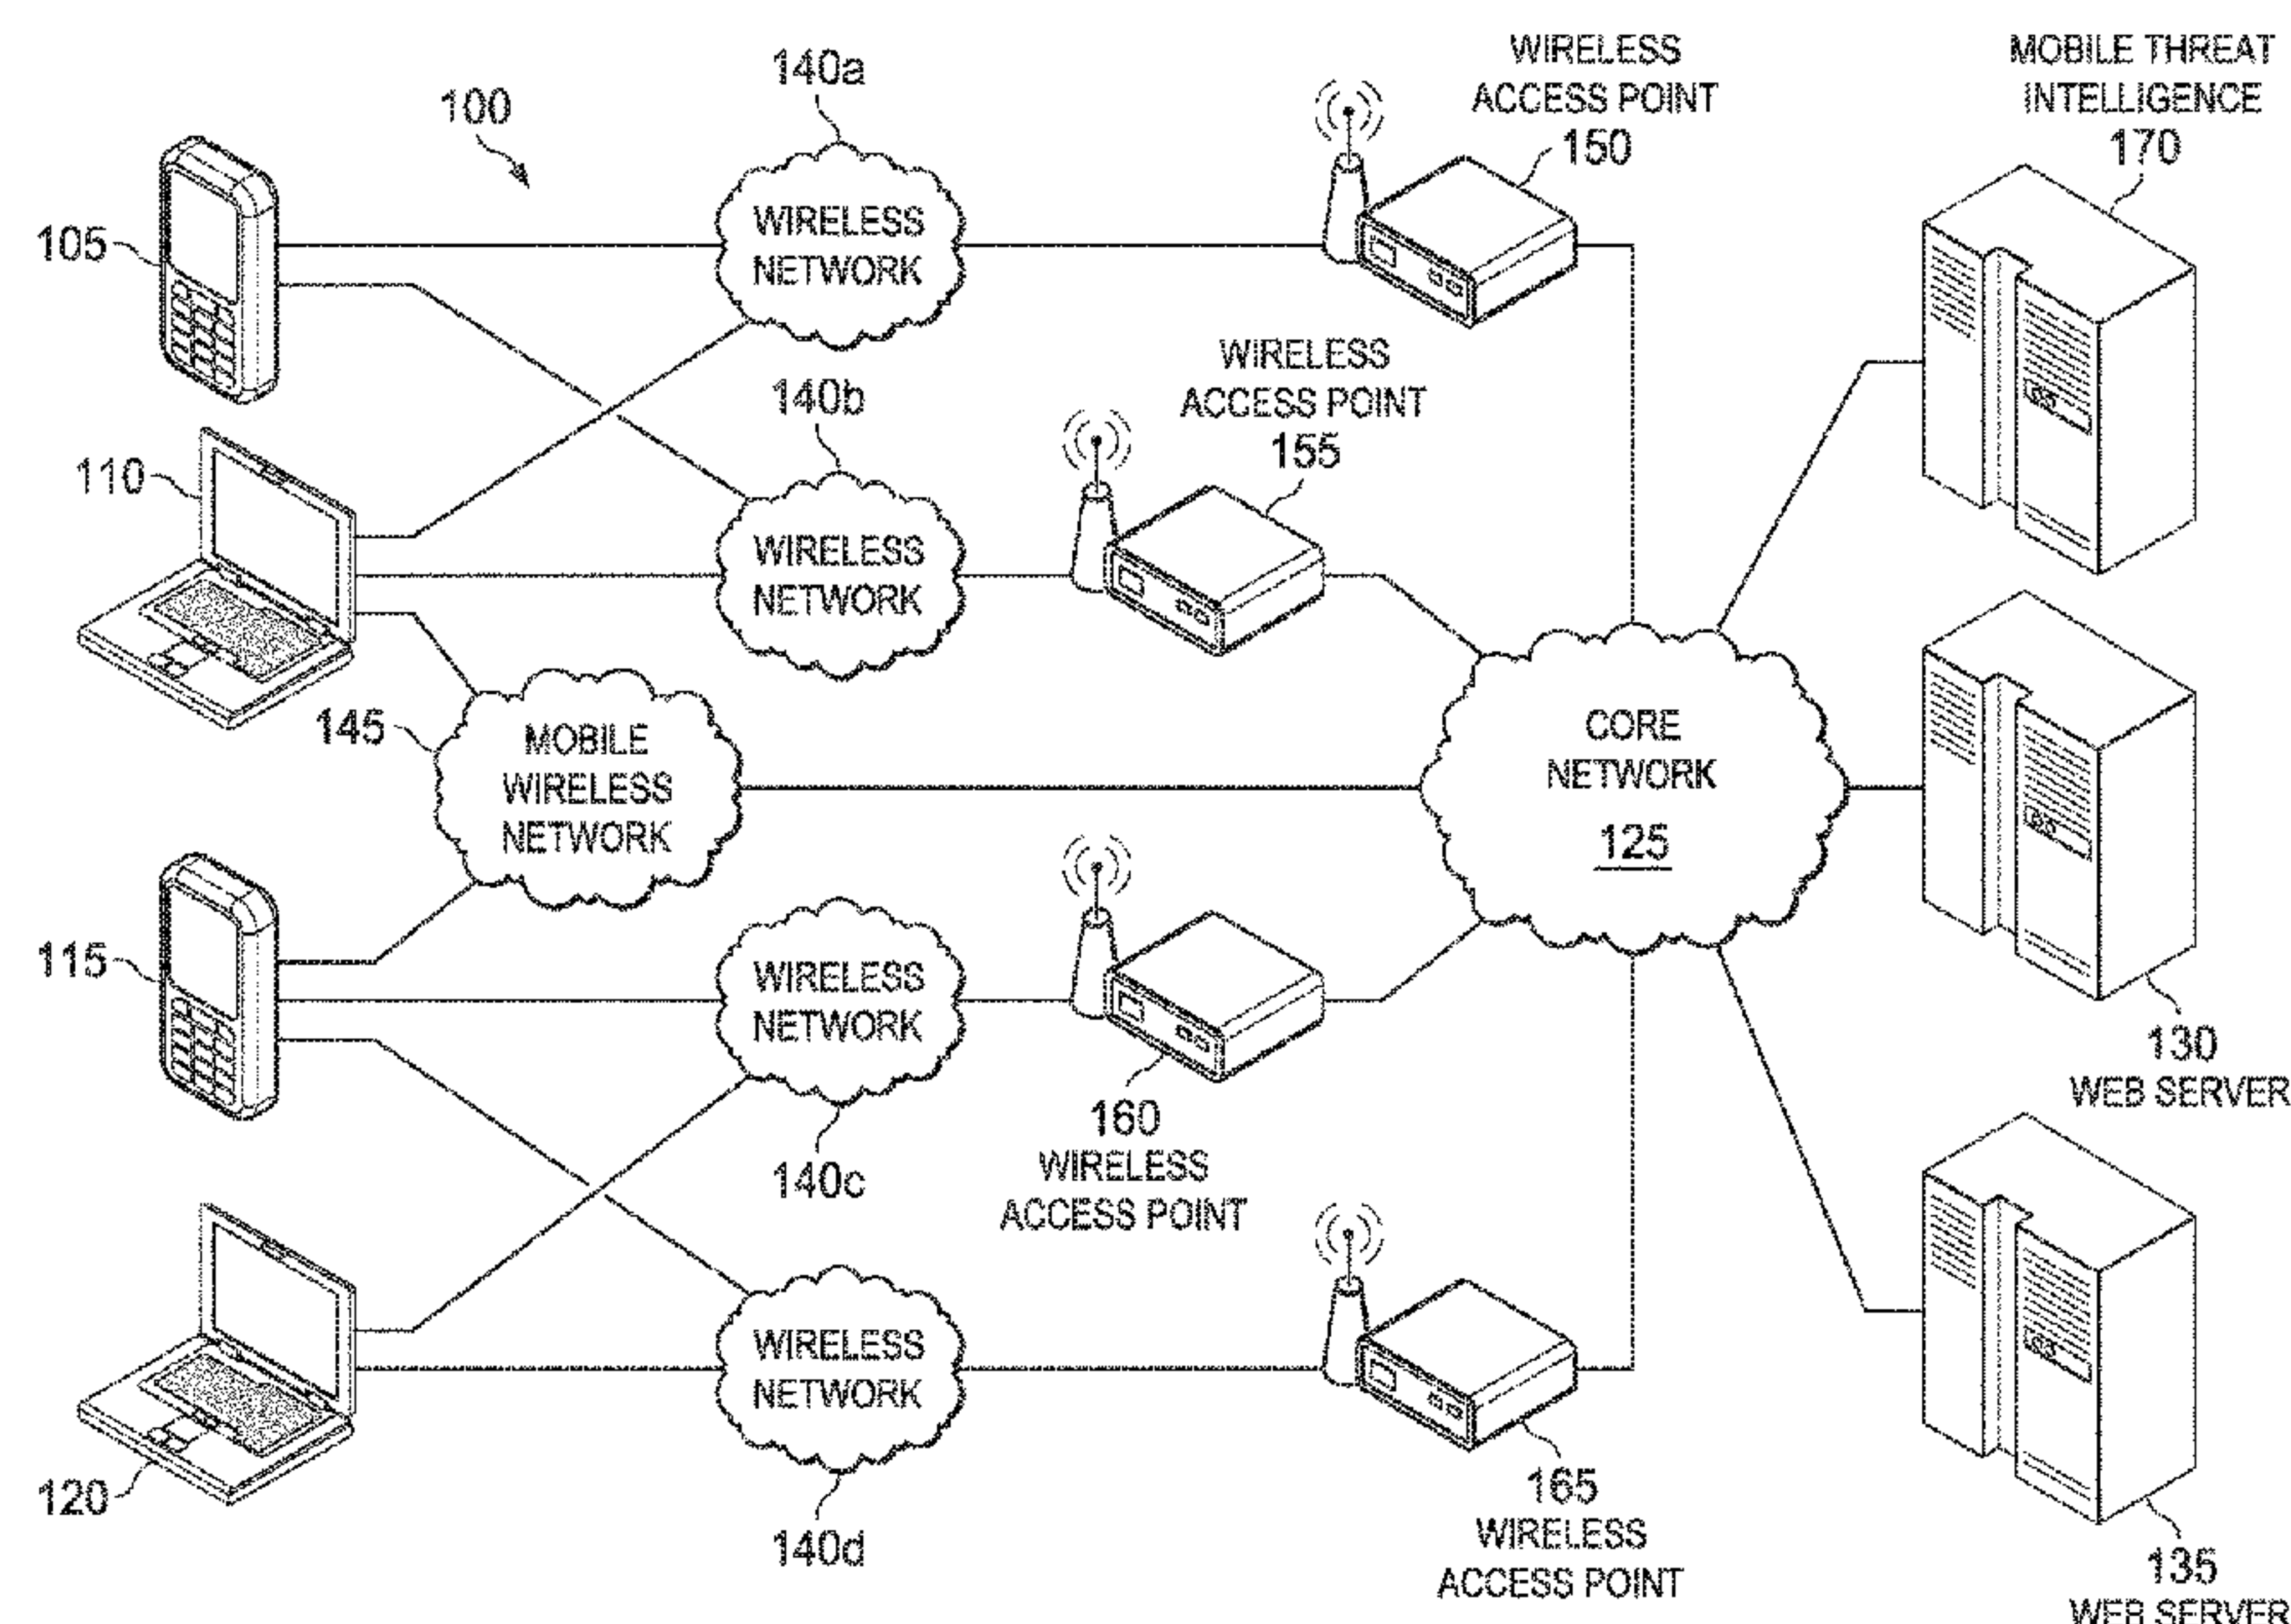 100
140a
WIRELESS
ACCESS POINT
150
MOBILE THREAT
INTELLIGENCE
170
105
WIRELESS
NETWORK
110
140b
WIRELESS
ACCESS POINT
155
WIRELESS
NETWORK
145
MOBILE
WIRELESS
NETWORK
CORE
NETWORK
125
115
WIRELESS
NETWORK
140c
160
WIRELESS
ACCESS POINT
130
WEB SERVER
120
WIRELESS
NETWORK
140d
165
WIRELESS
ACCESS POINT
135
WEB SERVER